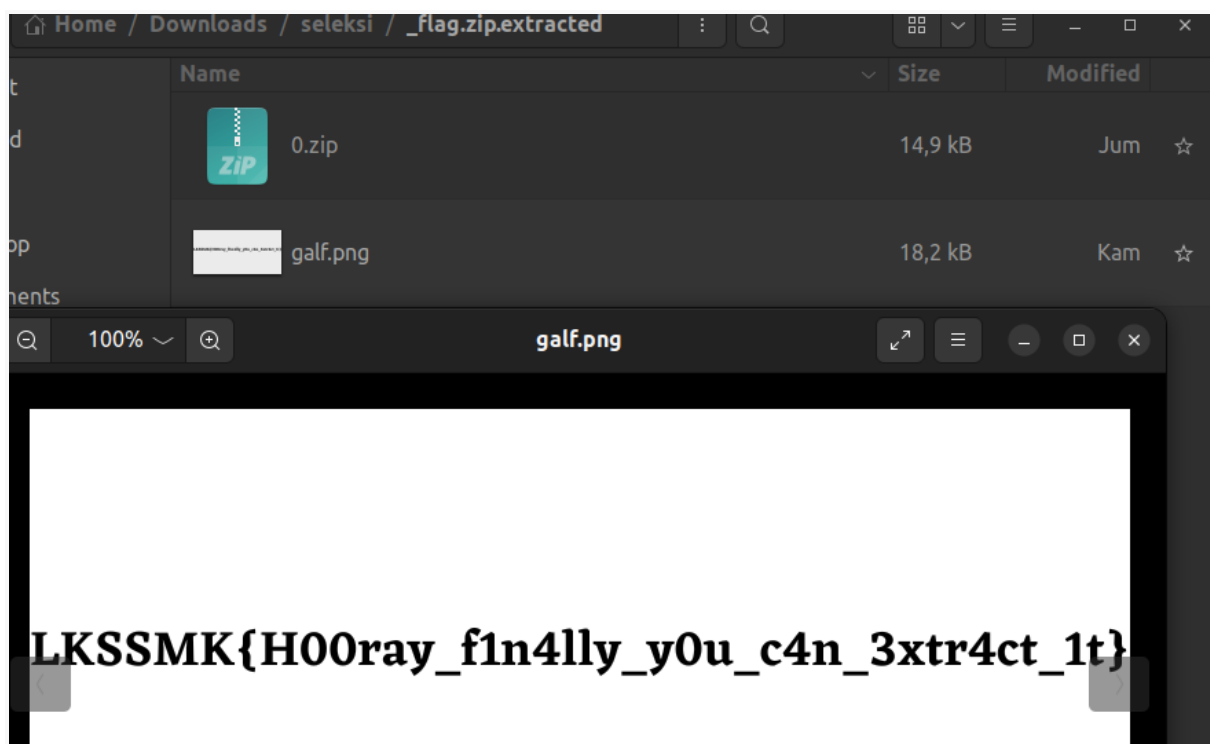 Home / Downloads / seleksi / _flag.zip.extracted
Name Size Modified
ZiP
0.zip 14,9 kB Jum
galf.png 18,2 kB Kam
100% galf.png
LKSSMK{H00ray_f1n4lly_y0u_c4n_3xtr4ct_1t}